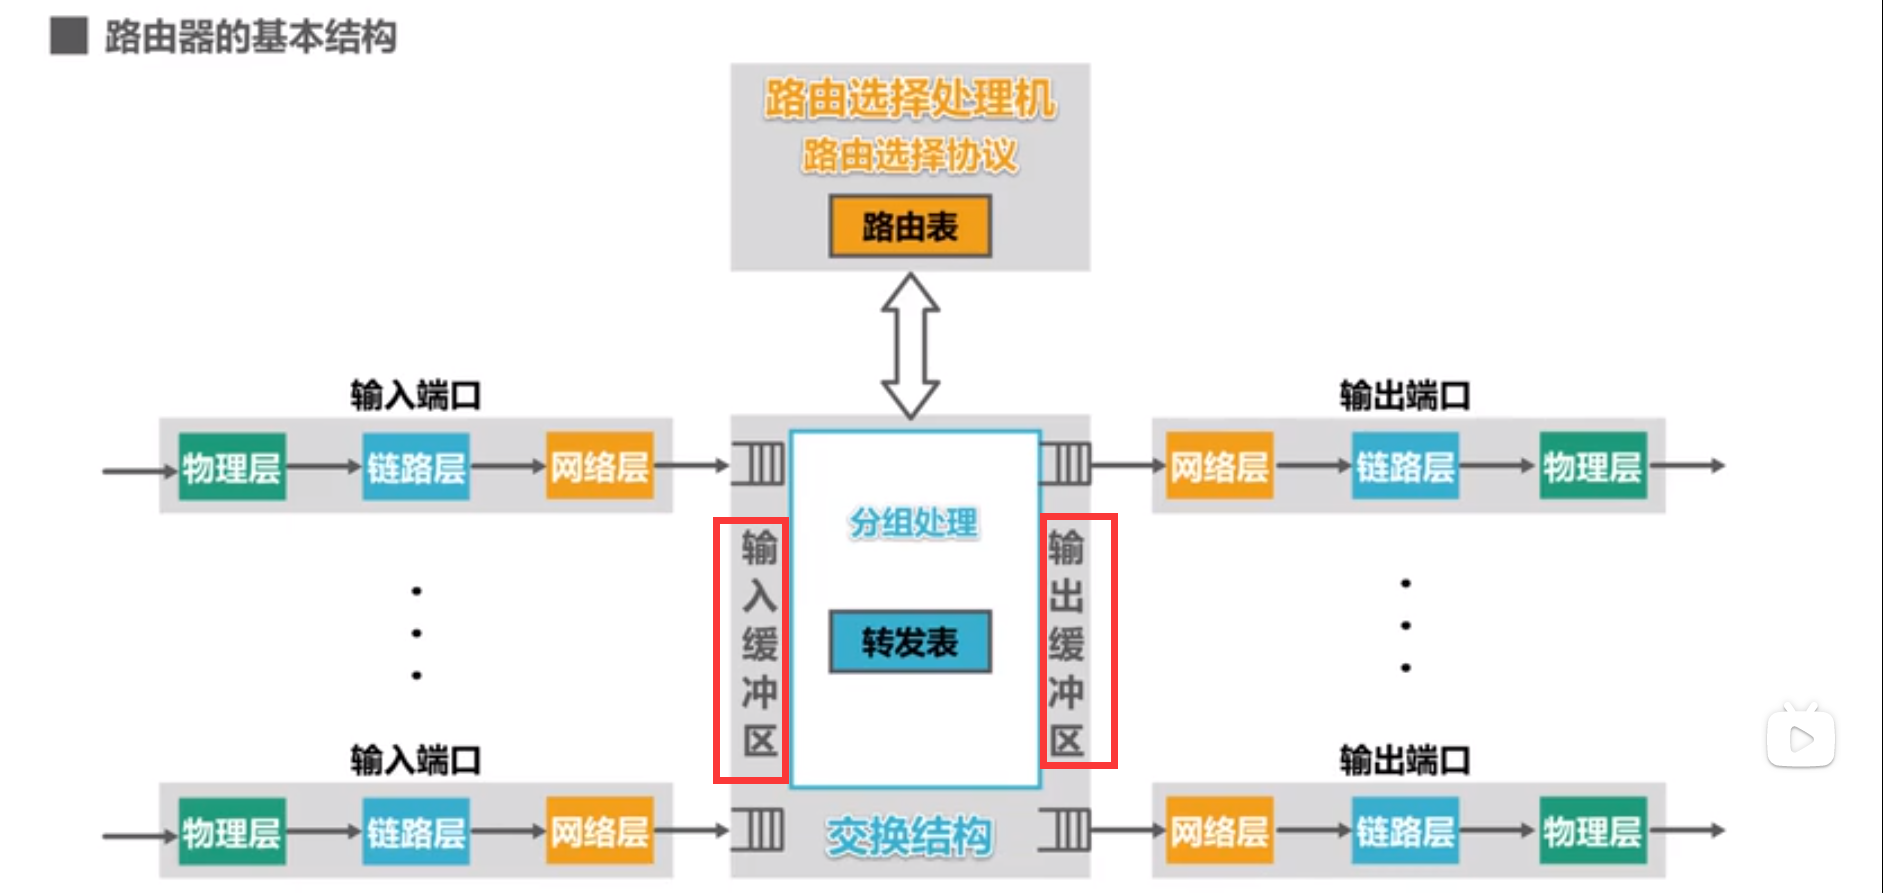 路由器的基本结构
路由选择处理机
路由选择协议
路由表
输入端口
输出端口
物理层
链路层
网络层
网络层
链路层
物理层
分组处理
输入缓冲区
输出缓冲区
转发表
输入端口
输出端口
物理层
链路层
网络层
交换结构
网络层
链路层
物理层